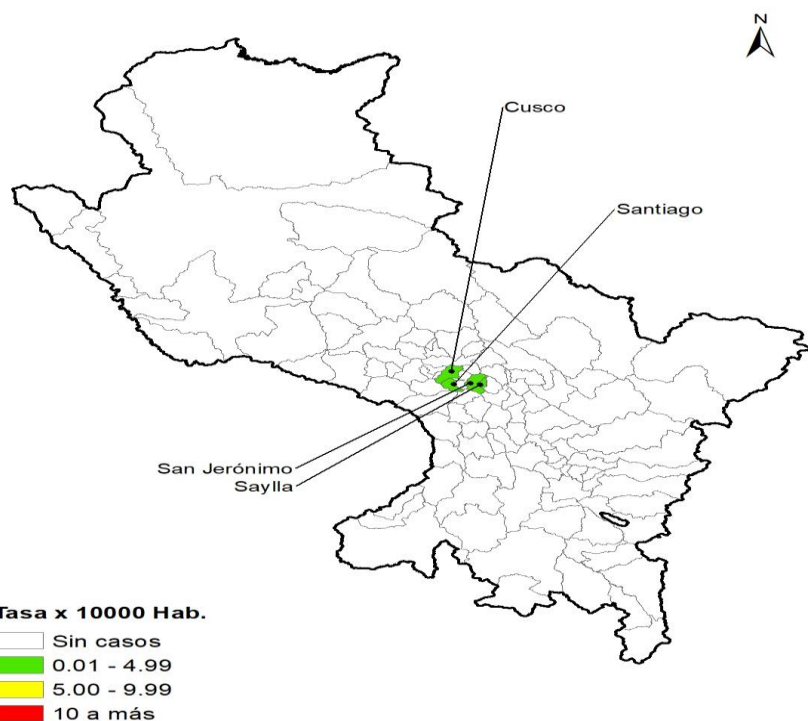 N
Cusco
Santiago
San Jerónimo
Saylla
Tasa x 10000 Hab.
Sin casos
0.01 - 4.99
5.00 - 9.99
10 a más